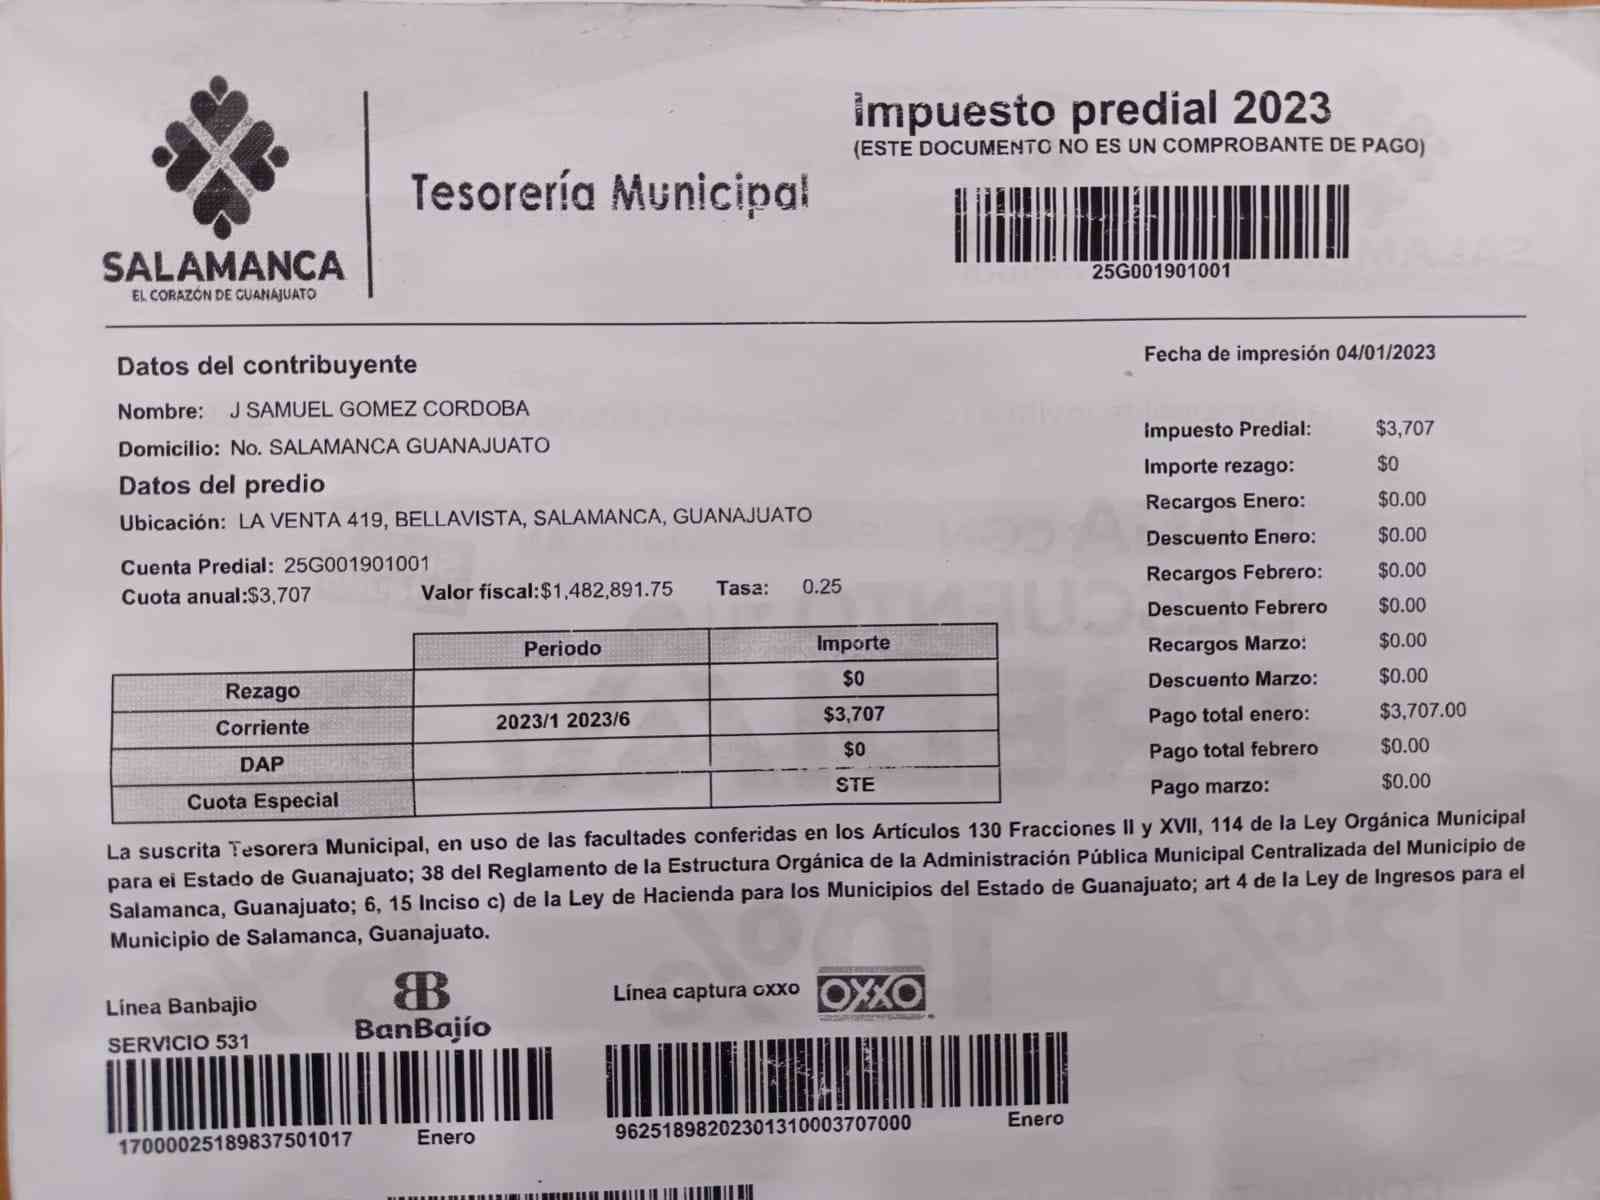 Impuesto predial 2023
(ESTE DOCUMENTO NO ES UN COMPROBANTE DE PAGO)
Tesorería Municipal
25G001901001
SALAMANCA
EL CORAZÓN DE GUANAJUATO
Datos del contribuyente
Nombre: J SAMUEL GOMEZ CORDOBA
Domicilio: No. SALAMANCA GUANAJUATO
Datos del predio
Ubicación: LA VENTA 419, BELLAVISTA, SALAMANCA, GUANAJUATO
Cuenta Predial: 25G001901001
Cuota anual:$3,707 Valor fiscal:$1,482,891.75 Tasa: 0.25
Periodo Importe
Rezago $0
Corriente 2023/1 2023/6 $3,707
DAP $0
Cuota Especial STE
Fecha de impresión 04/01/2023
Impuesto Predial: $3,707
Importe rezago: $0
Recargos Enero: $0.00
Descuento Enero: $0.00
Recargos Febrero: $0.00
Descuento Febrero $0.00
Recargos Marzo: $0.00
Descuento Marzo: $0.00
Pago total enero: $3,707.00
Pago total febrero $0.00
Pago marzo: $0.00
La suscrita Tesorera Municipal, en uso de las facultades conferidas en los Artículos 130 Fracciones II y XVII, 114 de la Ley Orgánica Municipal
para el Estado de Guanajuato; 38 del Reglamento de la Estructura Orgánica de la Administración Pública Municipal Centralizada del Municipio de
Salamanca, Guanajuato; 6, 15 Inciso c) de la Ley de Hacienda para los Municipios del Estado de Guanajuato; art 4 de la Ley de Ingresos para el
Municipio de Salamanca, Guanajuato.
Línea Banbajio
SERVICIO 531
BanBajío
17000025189837501017 Enero
Línea captura oxxo
OXXO
962518982023013100037​07000 Enero